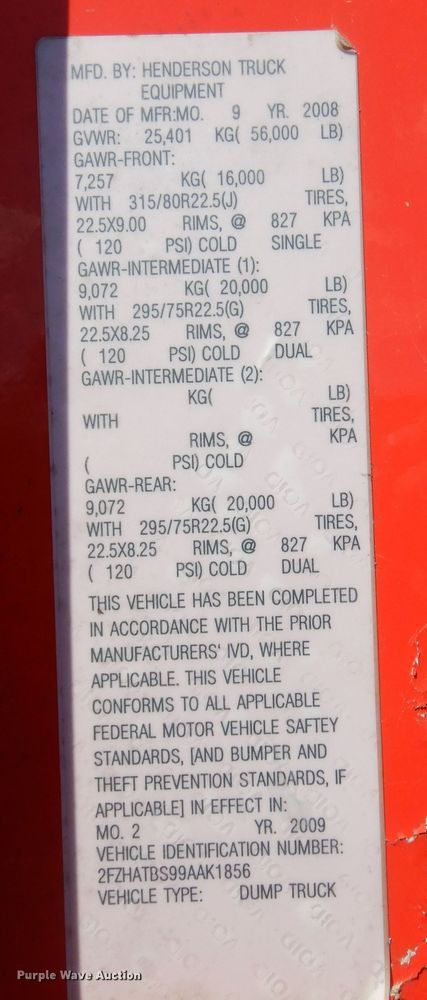 MFD. BY: HENDERSON TRUCK
EQUIPMENT
DATE OF MFR:MO. 9 YR. 2008
GVWR: 25,401 KG( 56,000 LB)
GAWR-FRONT:
7,257 KG( 16,000 LB)
WITH 315/80R22.5(J) TIRES,
22.5X9.00 RIMS, @ 827 KPA
( 120 PSI) COLD SINGLE
GAWR-INTERMEDIATE (1):
9,072 KG( 20,000 LB)
WITH 295/75R22.5(G) TIRES,
22.5X8.25 RIMS, @ 827 KPA
( 120 PSI) COLD DUAL
GAWR-INTERMEDIATE (2):
KG( LB)
WITH TIRES,
RIMS, @ KPA
( PSI) COLD
GAWR-REAR:
9,072 KG( 20,000 LB)
WITH 295/75R22.5(G) TIRES,
22.5X8.25 RIMS, @ 827 KPA
( 120 PSI) COLD DUAL
THIS VEHICLE HAS BEEN COMPLETED
IN ACCORDANCE WITH THE PRIOR
MANUFACTURERS' IVD, WHERE
APPLICABLE. THIS VEHICLE
CONFORMS TO ALL APPLICABLE
FEDERAL MOTOR VEHICLE SAFTEY
STANDARDS, [AND BUMPER AND
THEFT PREVENTION STANDARDS, IF
APPLICABLE] IN EFFECT IN:
MO. 2 YR. 2009
VEHICLE IDENTIFICATION NUMBER:
2FZHATBS99AAK1856
VEHICLE TYPE: DUMP TRUCK
Purple Wave Auction